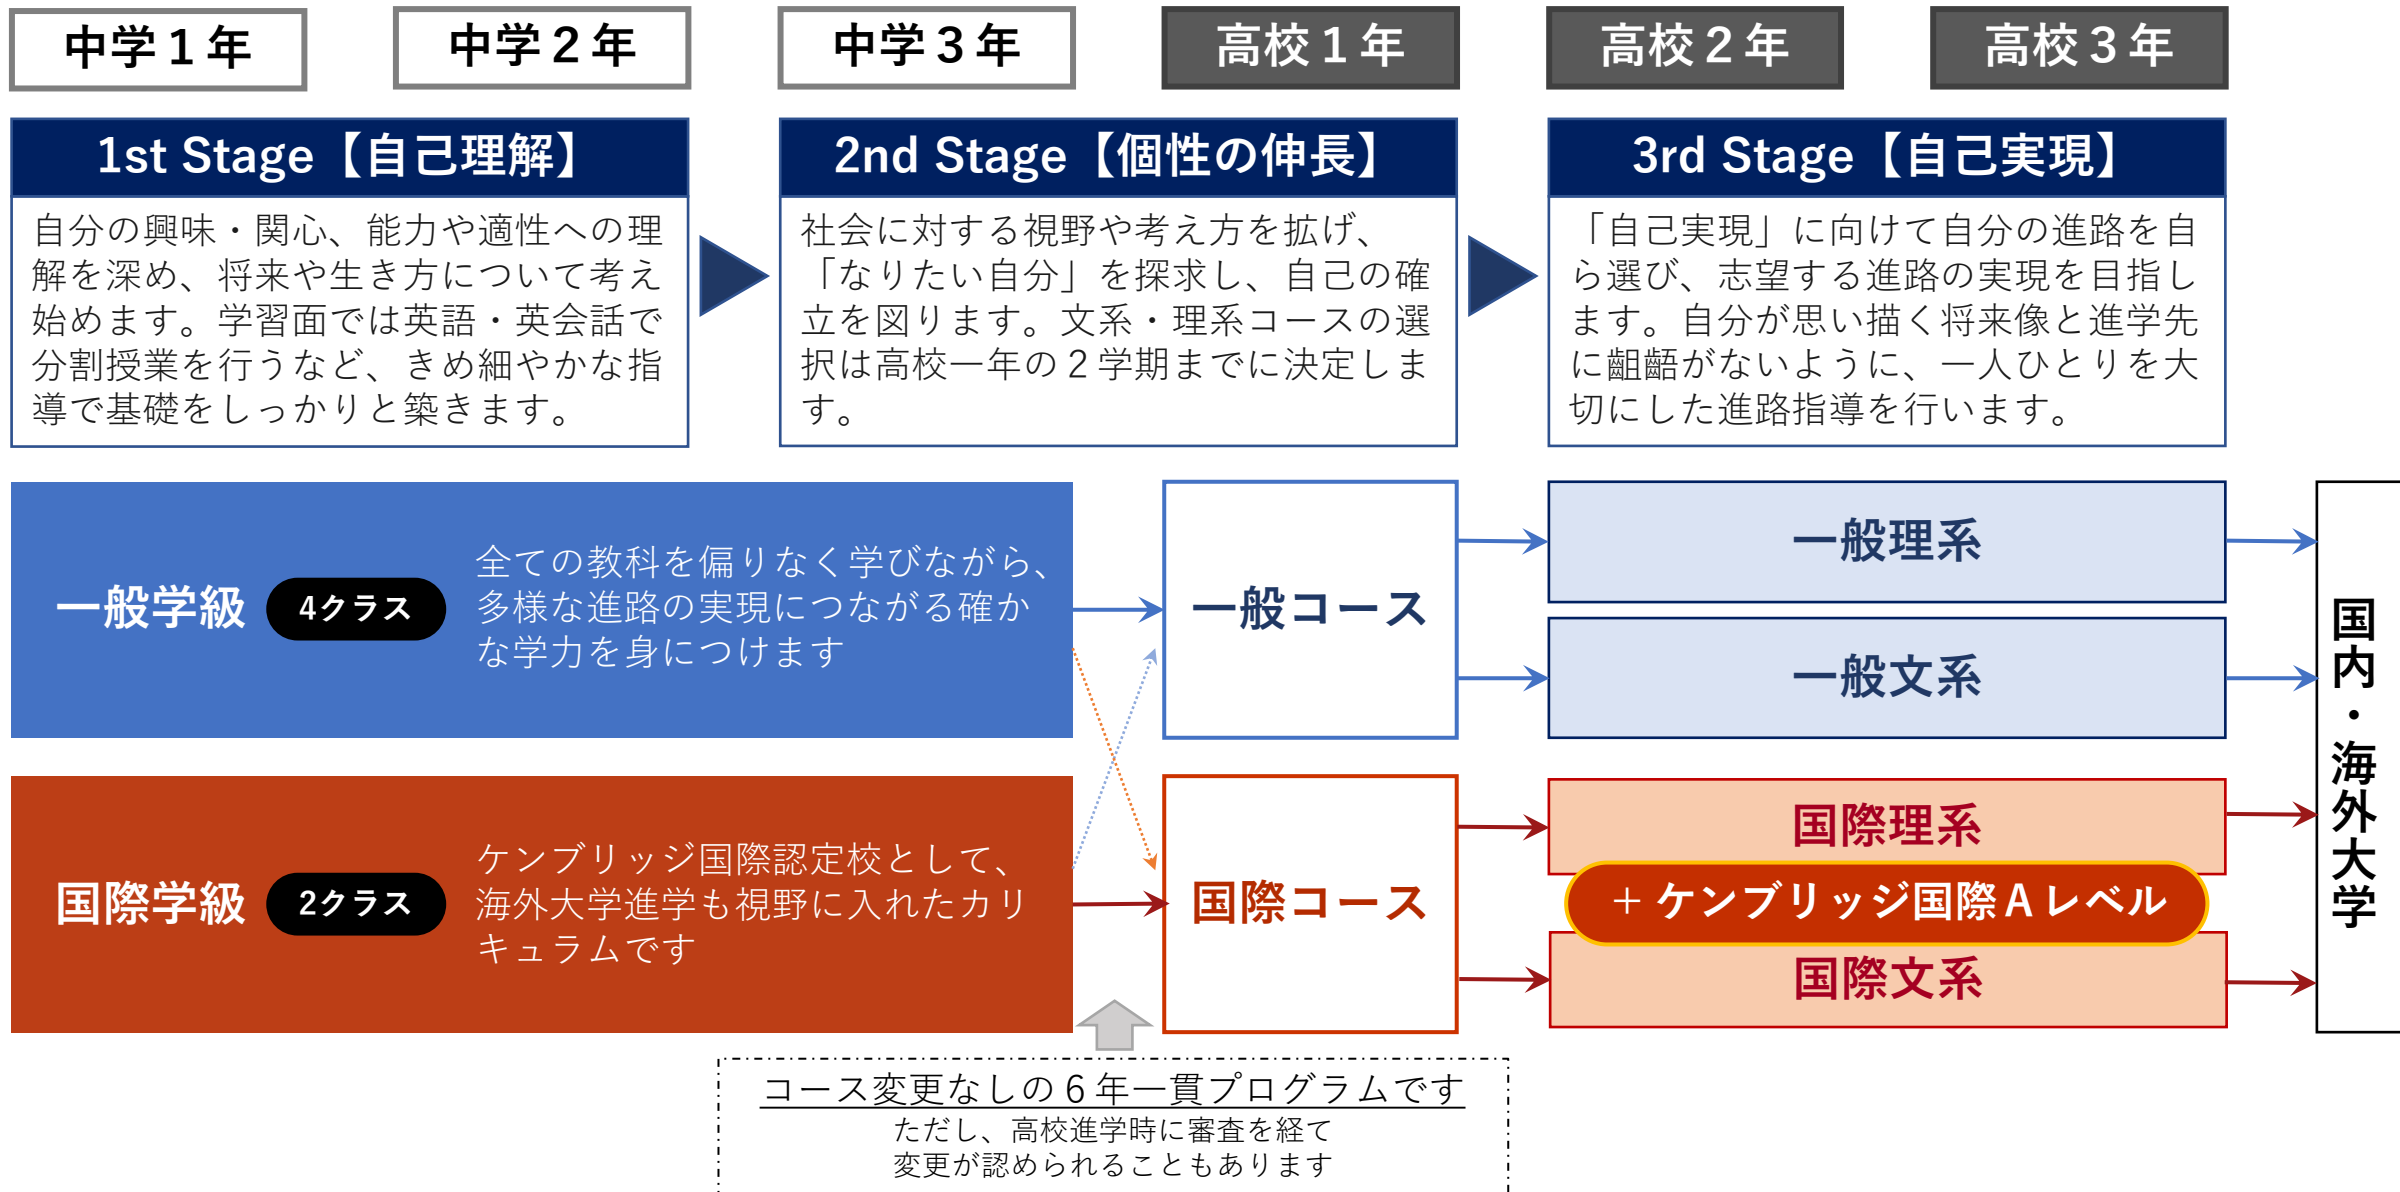 中学１年
中学２年
中学３年
高校１年
高校２年
高校３年
1st Stage【自己理解】
自分の興味・関心、能力や適性への理
解を深め、将来や生き方について考え
始めます。学習面では英語・英会話で
分割授業を行うなど、きめ細やかな指
導で基礎をしっかりと築きます。
2nd Stage【個性の伸長】
社会に対する視野や考え方を拡げ、
「なりたい自分」を探求し、自己の確
立を図ります。文系・理系コースの選
択は高校一年の２学期までに決定しま
す。
3rd Stage【自己実現】
「自己実現」に向けて自分の進路を自
ら選び、志望する進路の実現を目指し
ます。自分が思い描く将来像と進学先
に齟齬がないように、一人ひとりを大
切にした進路指導を行います。
一般学級
4クラス
全ての教科を偏りなく学びながら、
多様な進路の実現につながる確か
な学力を身につけます
一般コース
一般理系
一般文系
国際学級
2クラス
ケンブリッジ国際認定校として、
海外大学進学も視野に入れたカリ
キュラムです
国際コース
国際理系
＋ケンブリッジ国際Ａレベル
国際文系
国内・海外大学
コース変更なしの６年一貫プログラムです
ただし、高校進学時に審査を経て
変更が認められることもあります